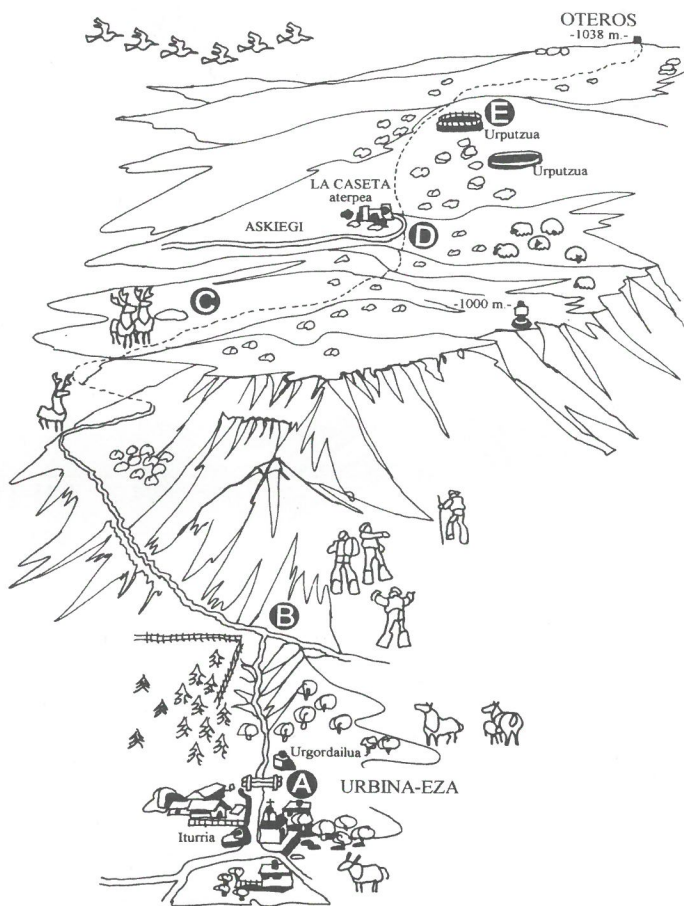 OTEROS
-1038 m.-
E
Urputzua
Urputzua
LA CASETA
aterpea
ASKIEGI
D
C
-1000 m.-
B
Urgordailua
A
URBINA-EZA
Iturria